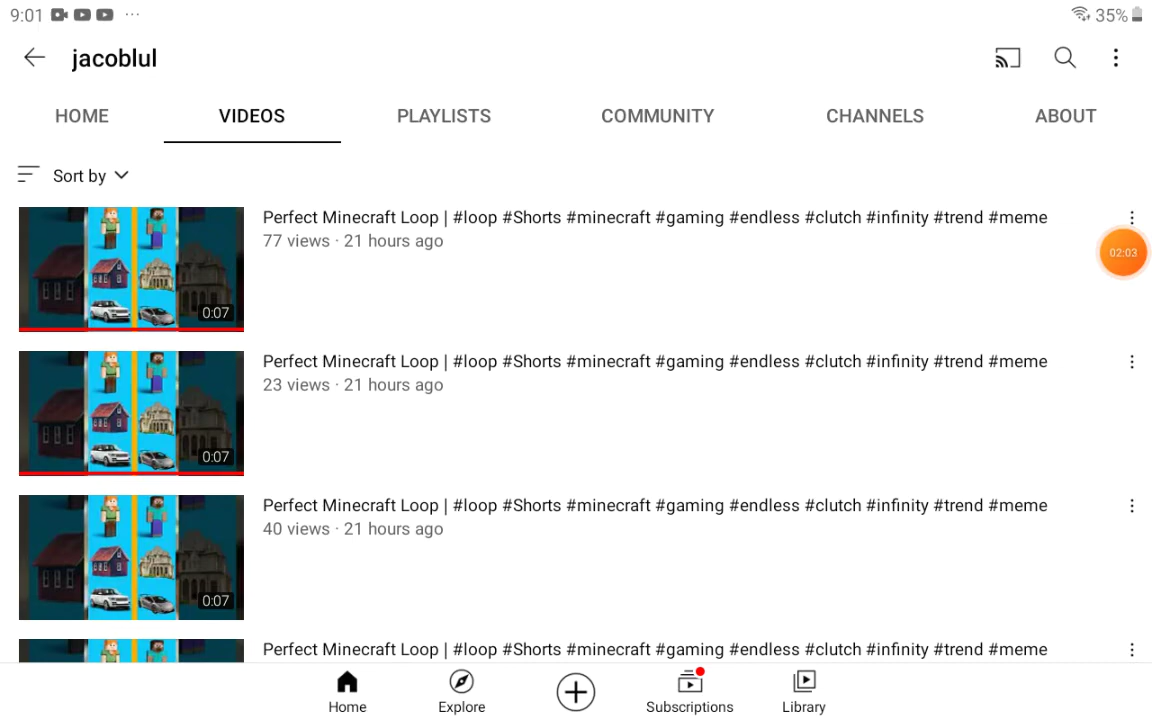 9:01 ... 35%
jacoblul
HOME VIDEOS PLAYLISTS COMMUNITY CHANNELS ABOUT
Sort by
Perfect Minecraft Loop | #loop #Shorts #minecraft #gaming #endless #clutch #infinity #trend #meme
77 views · 21 hours ago
02:03
0:07
Perfect Minecraft Loop | #loop #Shorts #minecraft #gaming #endless #clutch #infinity #trend #meme
23 views · 21 hours ago
0:07
Perfect Minecraft Loop | #loop #Shorts #minecraft #gaming #endless #clutch #infinity #trend #meme
40 views · 21 hours ago
0:07
Perfect Minecraft Loop | #loop #Shorts #minecraft #gaming #endless #clutch #infinity #trend #meme
Home Explore Subscriptions Library